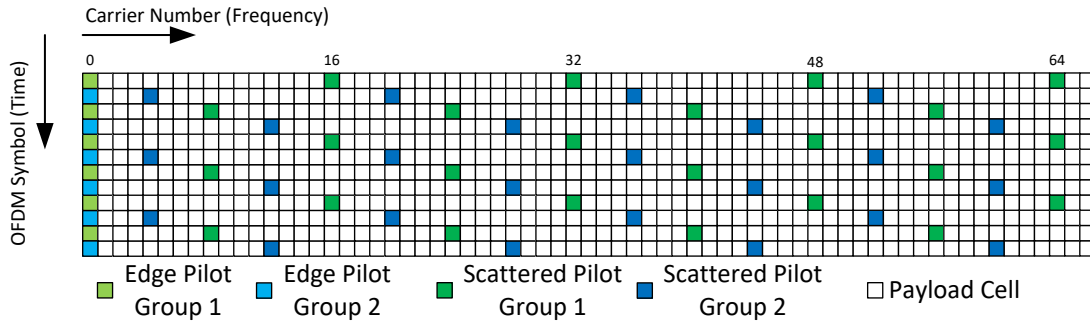 Carrier Number (Frequency)
OFDM Symbol (Time)
0 16 32 48 64
Edge Pilot
Group 1
Edge Pilot
Group 2
Scattered Pilot
Group 1
Scattered Pilot
Group 2
Payload Cell